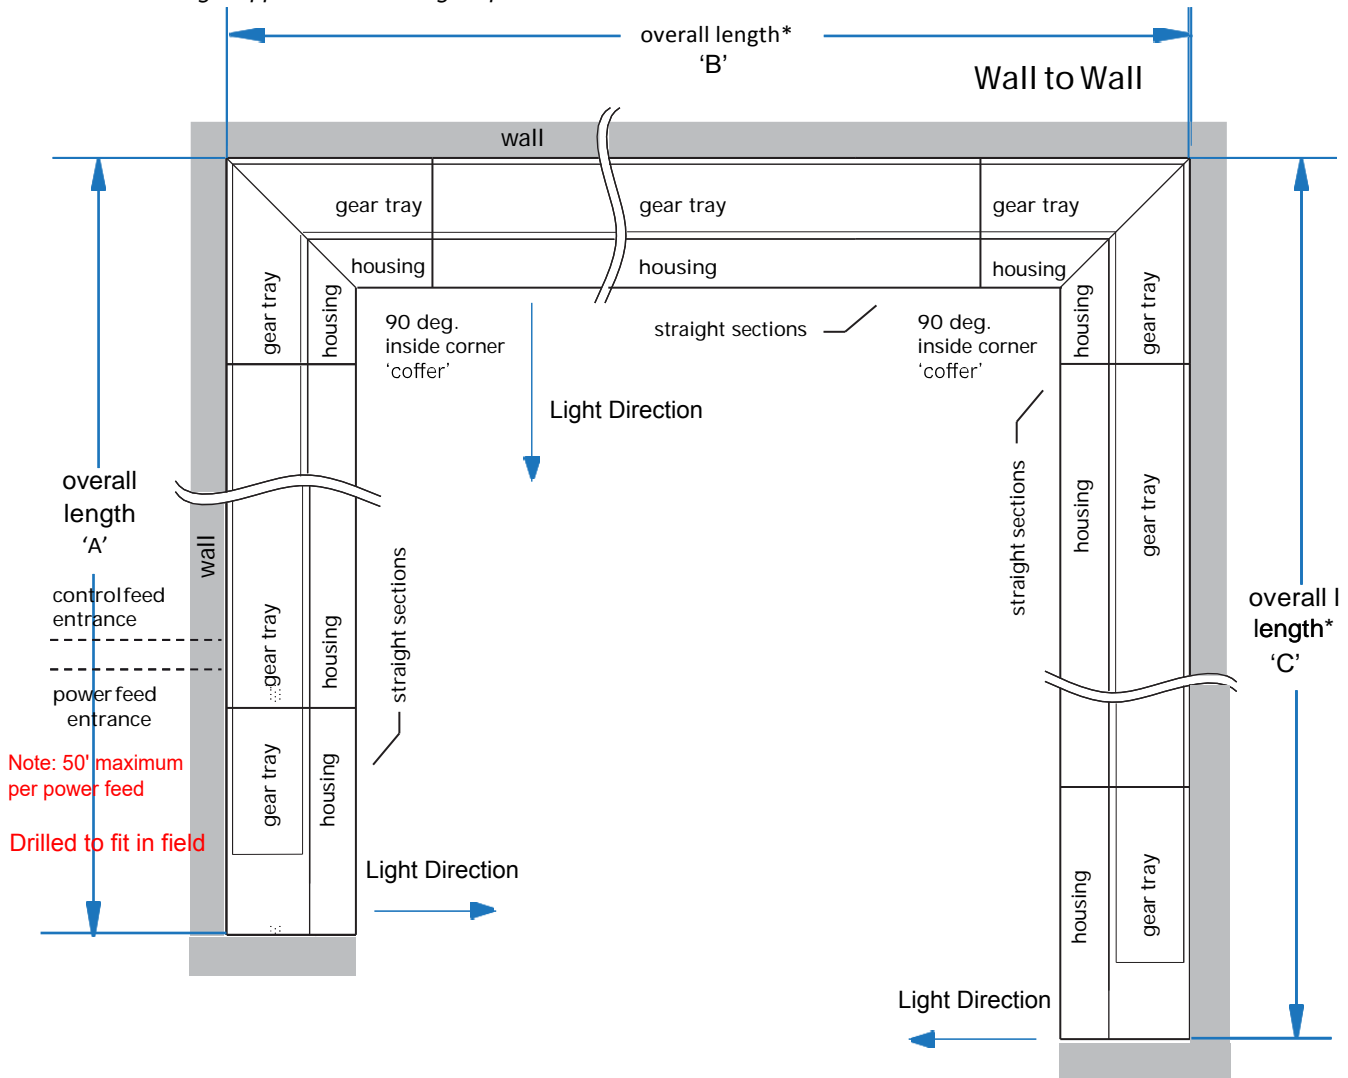 overall length*
‘B’
Wall to Wall
wall
gear tray
gear tray
gear tray
housing
housing
housing
gear tray
housing
housing
gear tray
90 deg.
inside corner
‘coffer’
straight sections
90 deg.
inside corner
‘coffer’
Light Direction
overall
length
‘A’
wall
straight sections
housing
gear tray
straight sections
control feed
entrance
gear tray
housing
overall l
length*
‘C’
power feed
entrance
Note: 50' maximum
per power feed
gear tray
housing
Drilled to fit in field
Light Direction
housing
gear tray
Light Direction